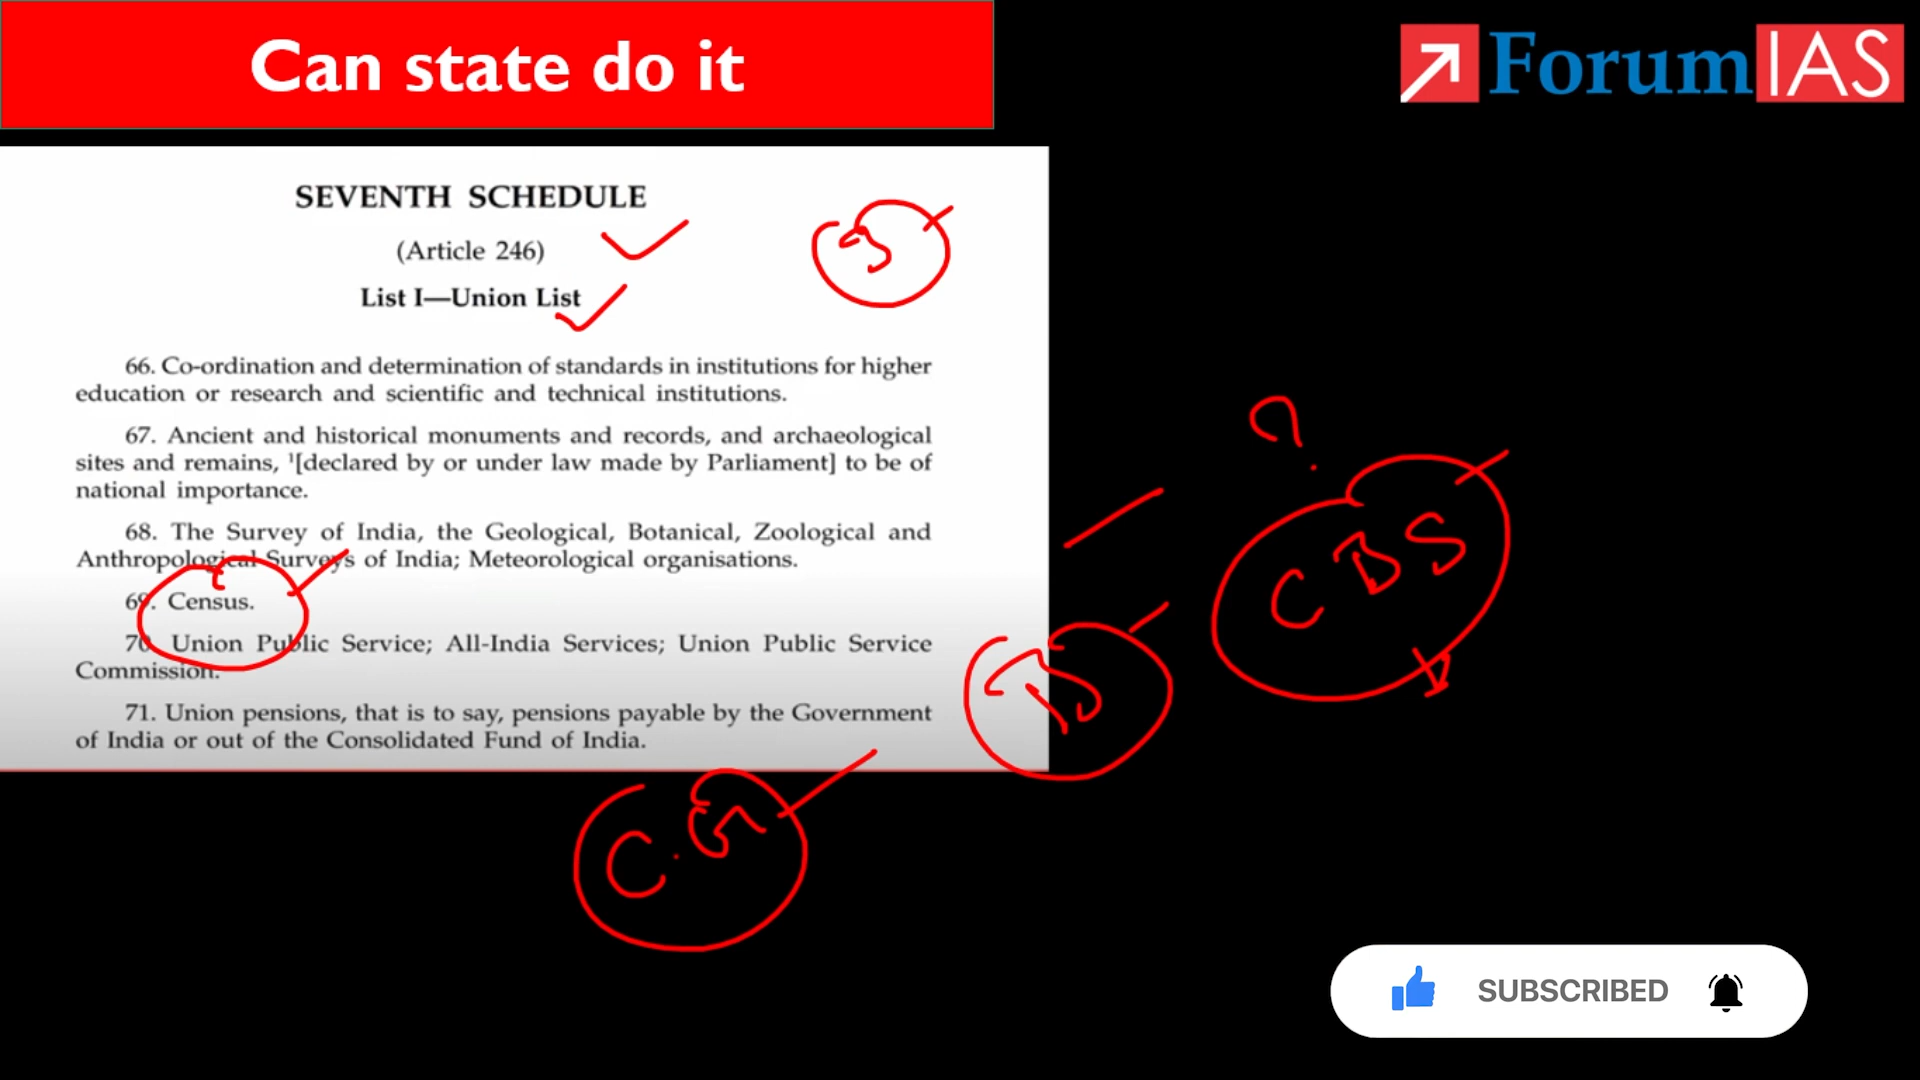 Can state do it
ForumIAS
SEVENTH SCHEDULE
(Article 246)
List I—Union List
66. Co-ordination and determination of standards in institutions for higher
education or research and scientific and technical institutions.
67. Ancient and historical monuments and records, and archaeological
sites and remains, ¹[declared by or under law made by Parliament] to be of
national importance.
68. The Survey of India, the Geological, Botanical, Zoological and
Anthropological Surveys of India; Meteorological organisations.
69. Census.
70. Union Public Service; All-India Services; Union Public Service
Commission.
71. Union pensions, that is to say, pensions payable by the Government
of India or out of the Consolidated Fund of India.
?
CBS
C.G
SUBSCRIBED